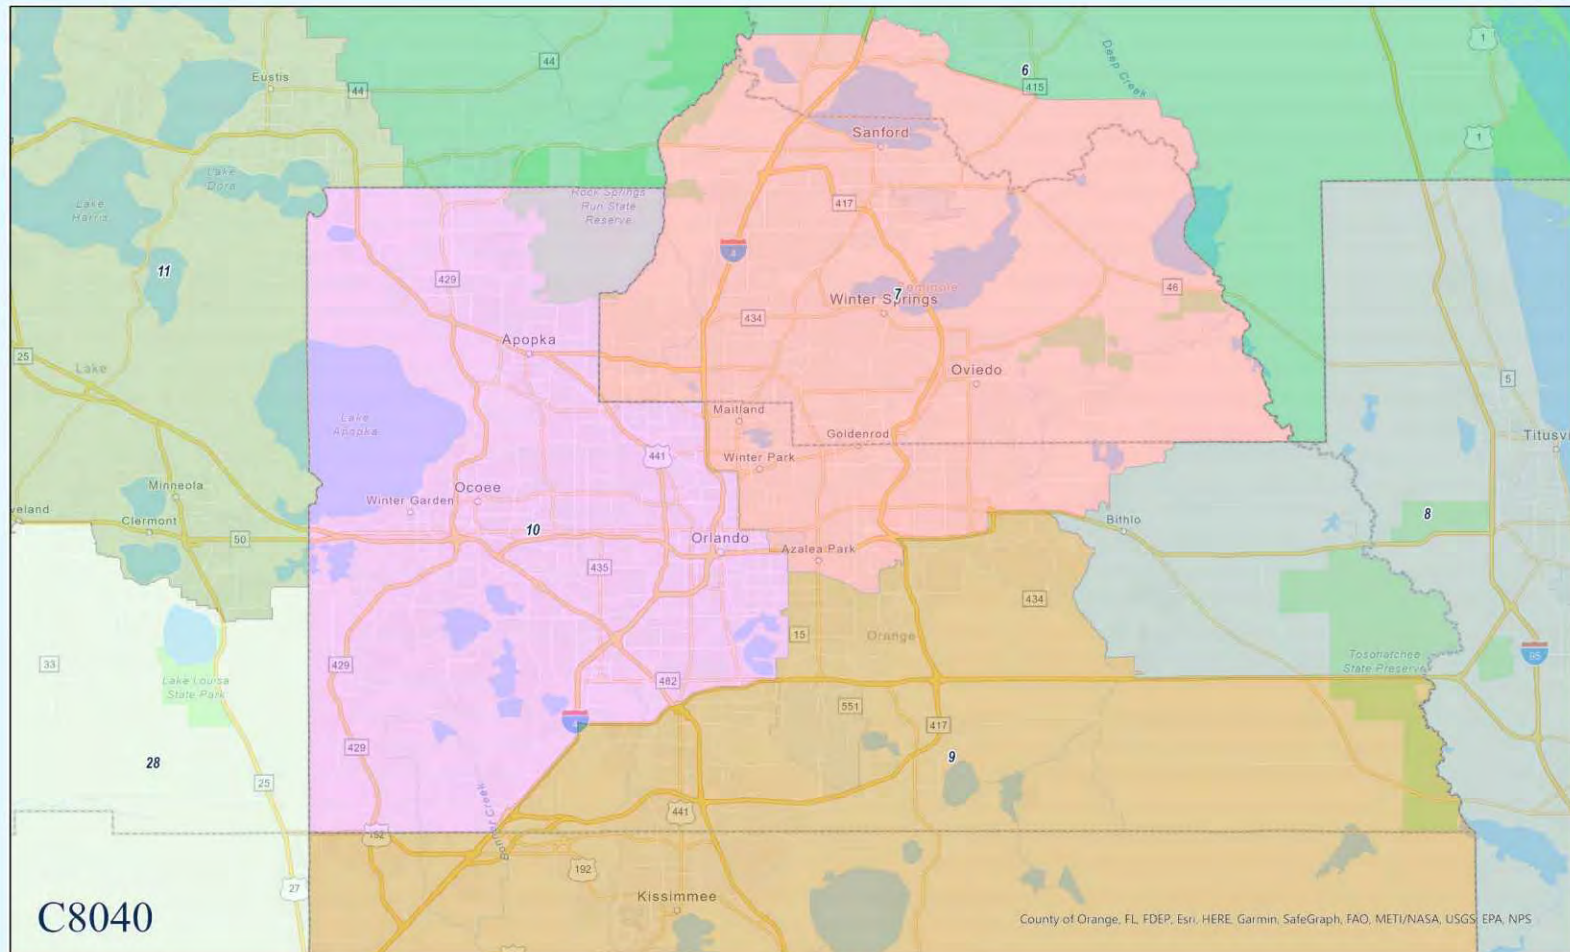 1
6
44
Deep Creek
Eustis
44
415
Sanford
1
Lake
Dora
Rock Springs
Run State
Reserve
417
Lake
Harris
4
11
429
46
7
Winter Springs
434
Apopka
25
Lake
Oviedo
5
Maitland
Lake
Apopka
Goldenrod
Titusvi
441
Winter Park
Minneola
Ocoee
Winter Garden
veland
Clermont
10
Bithlo
8
50
Orlando
Azalea Park
435
434
15
Orange
33
429
Tosohatchee
State Preserve
95
Lake Louisa
State Park
482
551
4
417
429
28
9
25
Bonnet Creek
441
192
192
27
Kissimmee
C8040
County of Orange, FL, FDEP, Esri, HERE, Garmin, SafeGraph, FAO, METI/NASA, USGS, EPA, NPS